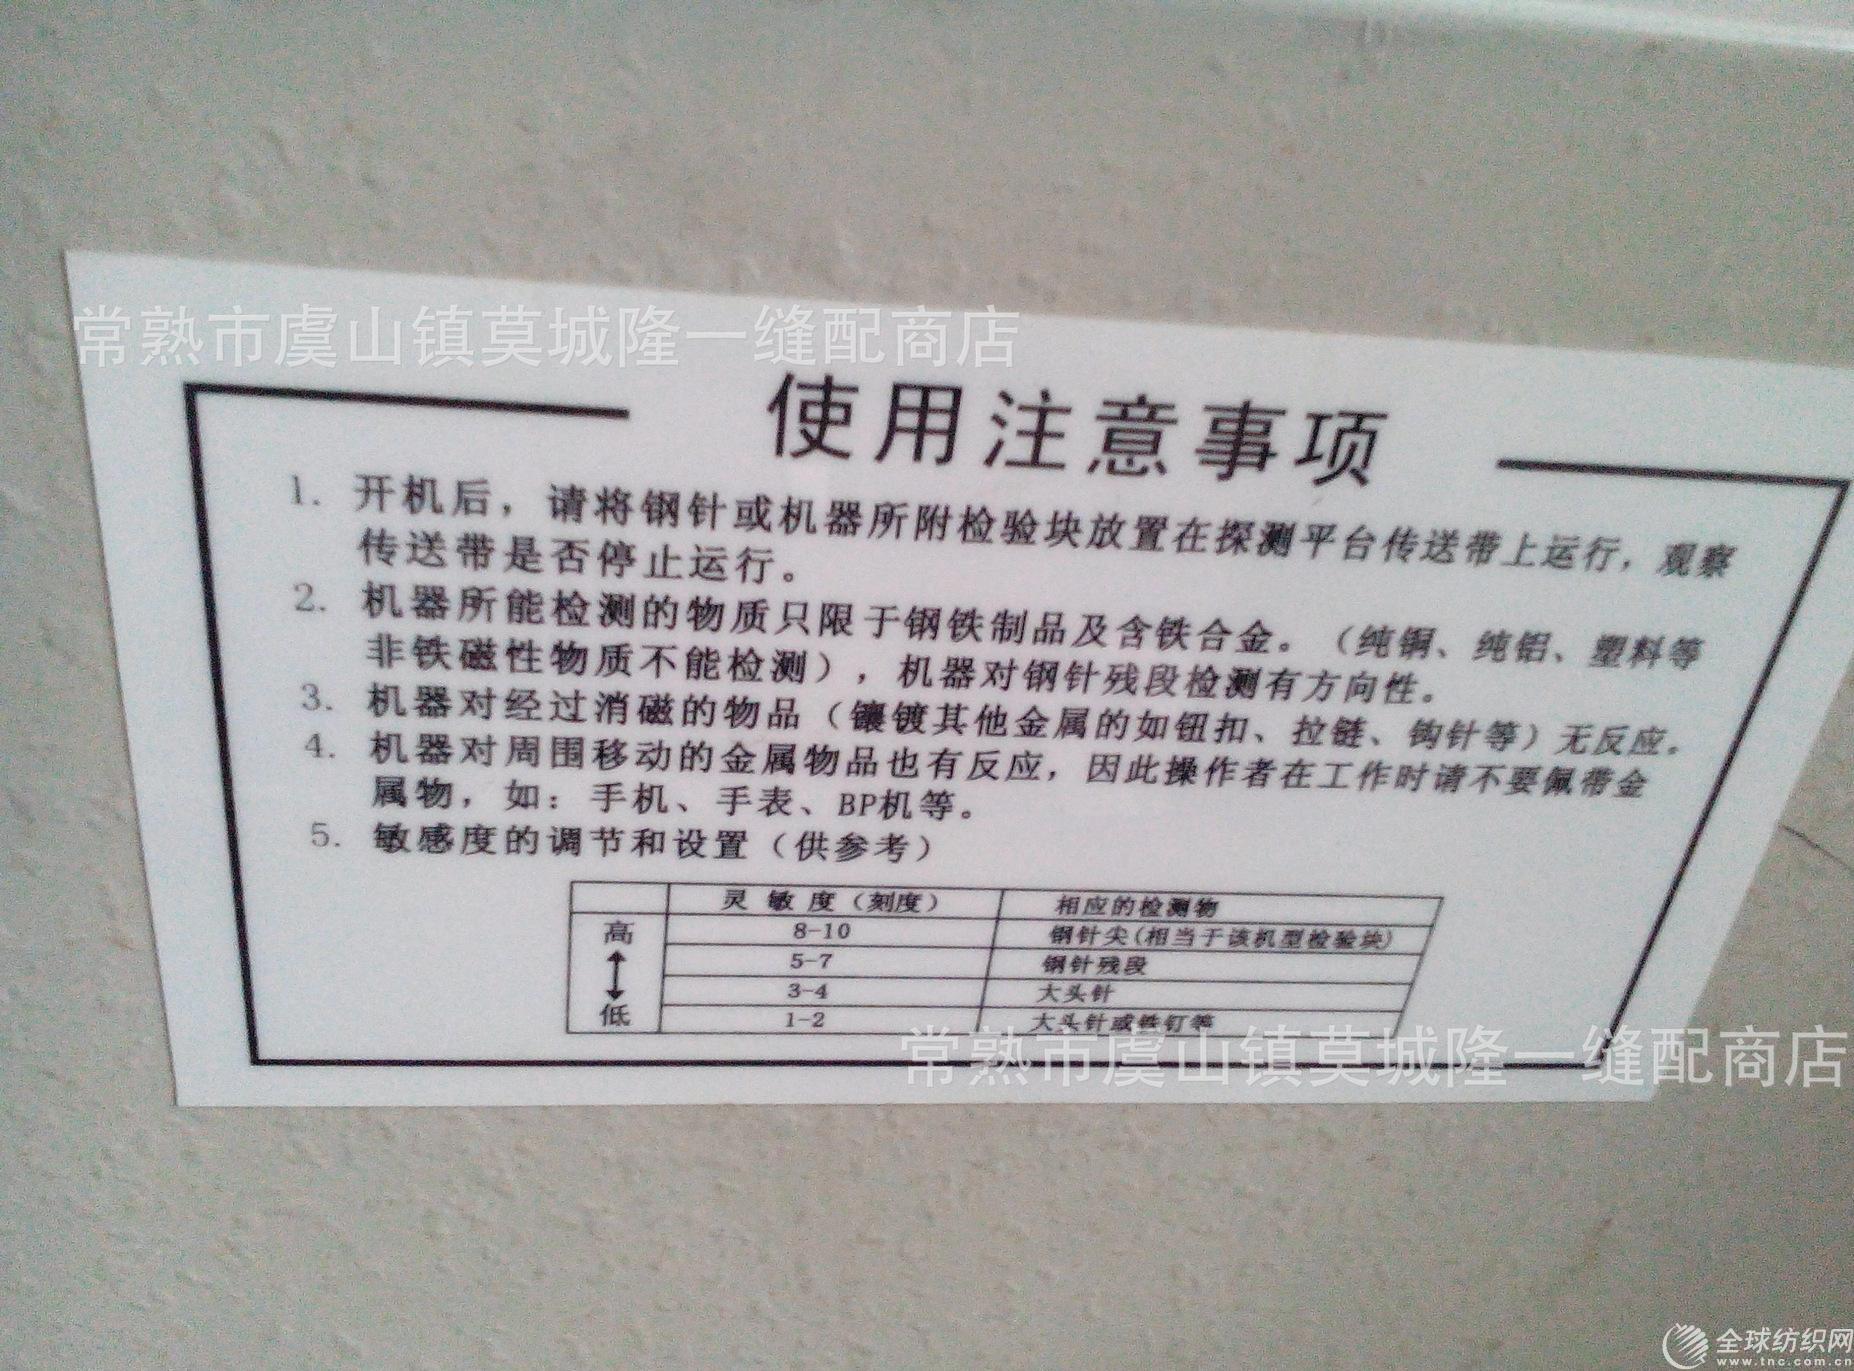 常熟市虞山镇莫城隆一缝配商店
使用注意事项
1. 开机后，请将钢针或机器所附检验块放置在探测平台传送带上运行，观察
传送带是否停止运行。
2. 机器所能检测的物质只限于钢铁制品及含铁合金。（纯铜、纯铝、塑料等
非铁磁性物质不能检测），机器对钢针残段检测有方向性。
3. 机器对经过消磁的物品（镶镀其他金属的如钮扣、拉链、钩针等）无反应。
4. 机器对周围移动的金属物品也有反应，因此操作者在工作时请不要佩带金
属物，如：手机、手表、BP机等。
5. 敏感度的调节和设置（供参考）
灵敏度（刻度） 相应的检测物
高 8-10 钢针尖(相当于该机型检验块)
5-7 钢针残段
3-4 大头针
低 1-2 大头针或铁钉等
常熟市虞山镇莫城隆一缝配商店
全球纺织网
www.tnc.com.cn